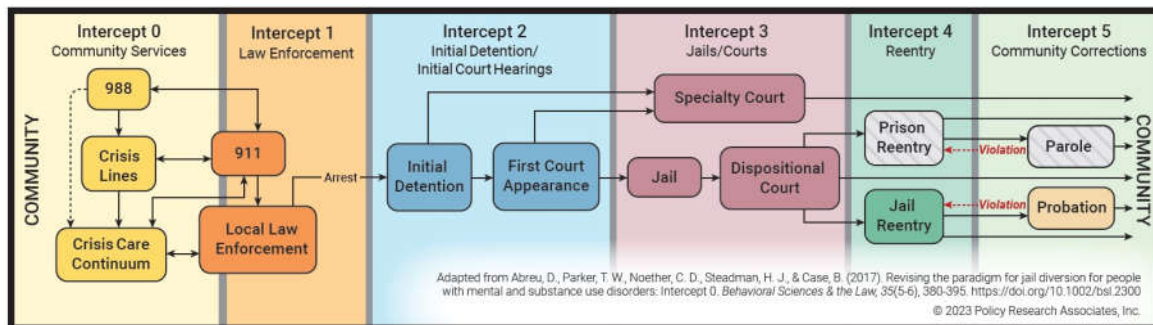 Intercept 0
Community Services
Intercept 1
Law Enforcement
Intercept 2
Initial Detention/
Initial Court Hearings
Intercept 3
Jails/Courts
Intercept 4
Reentry
Intercept 5
Community Corrections
COMMUNITY
988
Crisis
Lines
Crisis Care
Continuum
911
Local Law
Enforcement
Arrest
Initial
Detention
First Court
Appearance
Specialty Court
Jail
Dispositional
Court
Prison
Reentry
Violation
Parole
Jail
Reentry
Violation
Probation
COMMUNITY
Adapted from Abreu, D., Parker, T. W., Noether, C. D., Steadman, H. J., & Case, B. (2017). Revising the paradigm for jail diversion for people
with mental and substance use disorders: Intercept 0. Behavioral Sciences & the Law, 35(5-6), 380-395. https://doi.org/10.1002/bsl.2300
© 2023 Policy Research Associates, Inc.